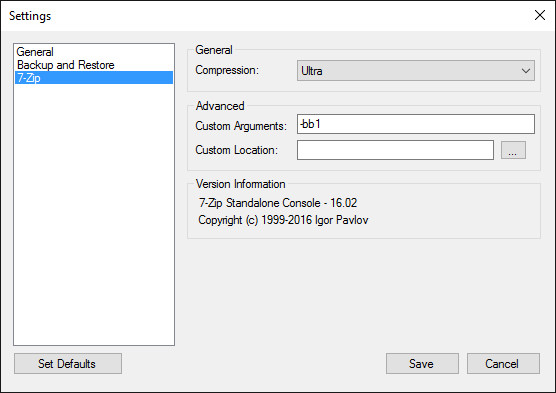 Settings
General
Backup and Restore
7-Zip
General
Compression: Ultra
Advanced
Custom Arguments: -bb1
Custom Location: ...
Version Information
7-Zip Standalone Console - 16.02
Copyright (c) 1999-2016 Igor Pavlov
Set Defaults Save Cancel